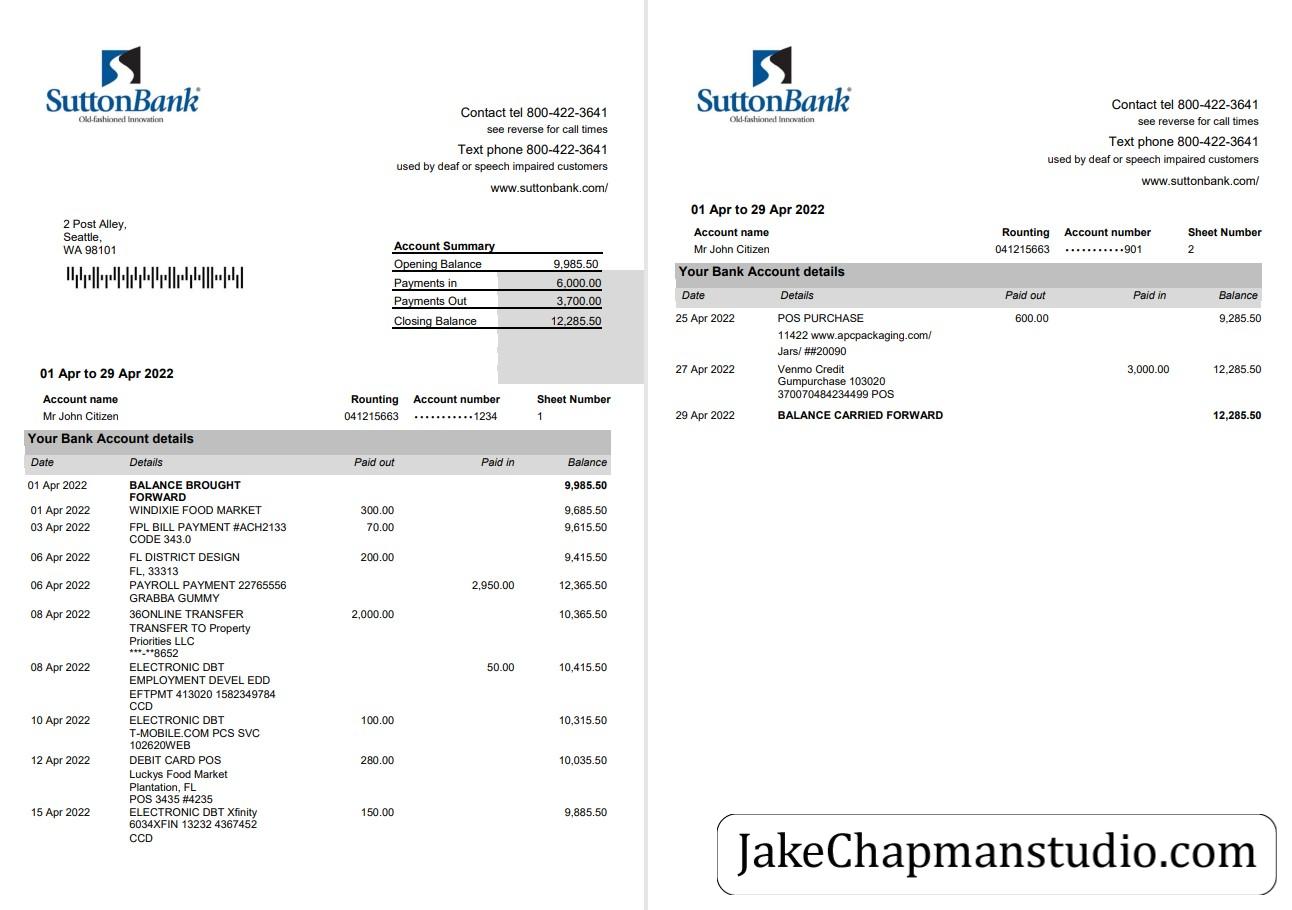 SuttonBank®
Old-fashioned Innovation
Contact tel 800-422-3641
see reverse for call times
Text phone 800-422-3641
used by deaf or speech impaired customers
www.suttonbank.com/
2 Post Alley,
Seattle,
WA 98101
Account Summary
Opening Balance 9,985.50
Payments in 6,000.00
Payments Out 3,700.00
Closing Balance 12,285.50
01 Apr to 29 Apr 2022
Account name Rounting Account number Sheet Number
Mr John Citizen 041215663 •••••••••••1234 1
Your Bank Account details
Date Details Paid out Paid in Balance
01 Apr 2022 BALANCE BROUGHT 9,985.50
FORWARD
01 Apr 2022 WINDIXIE FOOD MARKET 300.00 9,685.50
03 Apr 2022 FPL BILL PAYMENT #ACH2133 70.00 9,615.50
CODE 343.0
06 Apr 2022 FL DISTRICT DESIGN 200.00 9,415.50
FL, 33313
06 Apr 2022 PAYROLL PAYMENT 22765556 2,950.00 12,365.50
GRABBA GUMMY
08 Apr 2022 36ONLINE TRANSFER 2,000.00 10,365.50
TRANSFER TO Property
Priorities LLC
***-**8652
08 Apr 2022 ELECTRONIC DBT 50.00 10,415.50
EMPLOYMENT DEVEL EDD
EFTPMT 413020 1582349784
CCD
10 Apr 2022 ELECTRONIC DBT 100.00 10,315.50
T-MOBILE.COM PCS SVC
102620WEB
12 Apr 2022 DEBIT CARD POS 280.00 10,035.50
Luckys Food Market
Plantation, FL
POS 3435 #4235
15 Apr 2022 ELECTRONIC DBT Xfinity 150.00 9,885.50
6034XFIN 13232 4367452
CCD
SuttonBank®
Old-fashioned Innovation
Contact tel 800-422-3641
see reverse for call times
Text phone 800-422-3641
used by deaf or speech impaired customers
www.suttonbank.com/
01 Apr to 29 Apr 2022
Account name Rounting Account number Sheet Number
Mr John Citizen 041215663 •••••••••••901 2
Your Bank Account details
Date Details Paid out Paid in Balance
25 Apr 2022 POS PURCHASE 600.00 9,285.50
11422 www.apcpackaging.com/
Jars/ ##20090
27 Apr 2022 Venmo Credit 3,000.00 12,285.50
Gumpurchase 103020
370070484234499 POS
29 Apr 2022 BALANCE CARRIED FORWARD 12,285.50
JakeChapmanstudio.com